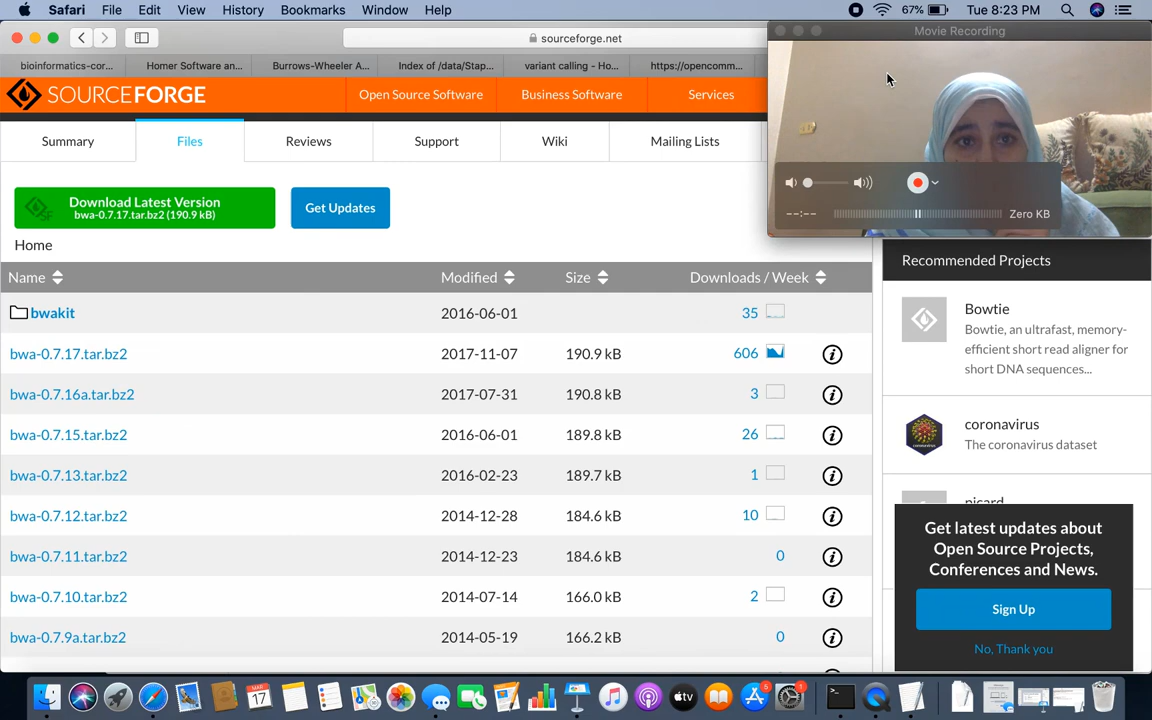 Safari File Edit View History Bookmarks Window Help 67% Tue 8:23 PM
sourceforge.net
Movie Recording
bioinformatics-cor... Homer Software an... Burrows-Wheeler A... Index of /data/Stap... variant calling - Ho... https://opencomm...
SOURCEFORGE Open Source Software Business Software Services
Summary Files Reviews Support Wiki Mailing Lists
--:-- Zero KB
Download Latest Version
bwa-0.7.17.tar.bz2 (190.9 kB)
Get Updates
Home
Name Modified Size Downloads / Week
bwakit 2016-06-01 35
bwa-0.7.17.tar.bz2 2017-11-07 190.9 kB 606
bwa-0.7.16a.tar.bz2 2017-07-31 190.8 kB 3
bwa-0.7.15.tar.bz2 2016-06-01 189.8 kB 26
bwa-0.7.13.tar.bz2 2016-02-23 189.7 kB 1
bwa-0.7.12.tar.bz2 2014-12-28 184.6 kB 10
bwa-0.7.11.tar.bz2 2014-12-23 184.6 kB 0
bwa-0.7.10.tar.bz2 2014-07-14 166.0 kB 2
bwa-0.7.9a.tar.bz2 2014-05-19 166.2 kB 0
Recommended Projects
Bowtie
Bowtie, an ultrafast, memory-
efficient short read aligner for
short DNA sequences...
coronavirus
The coronavirus dataset
picard
Get latest updates about
Open Source Projects,
Conferences and News.
Sign Up
No, Thank you
MAR
17
tv
5
1